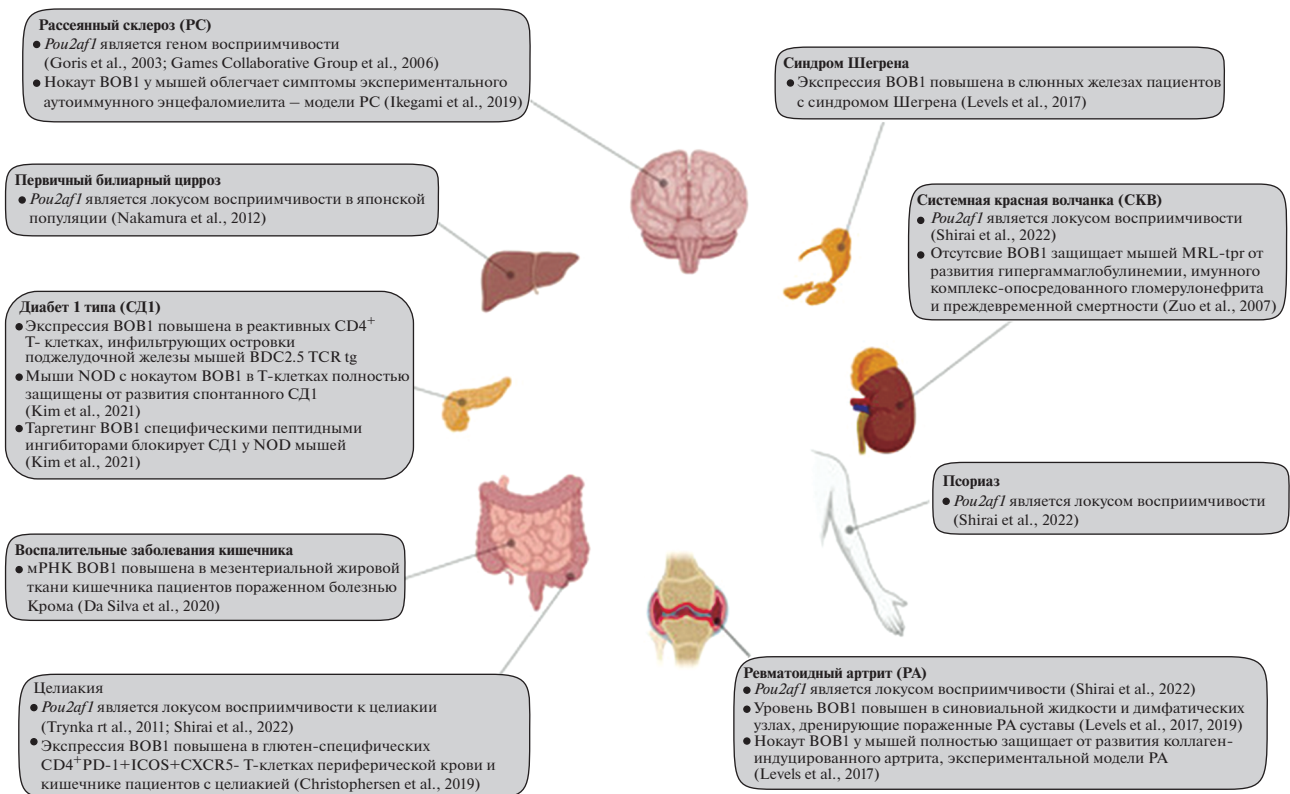 Рассеянный склероз (РС)
● Pou2af1 является геном восприимчивости
(Goris et al., 2003; Games Collaborative Group et al., 2006)
● Нокаут BOB1 у мышей облегчает симптомы экспериментального
аутоиммунного энцефаломиелита – модели РС (Ikegami et al., 2019)
Синдром Шегрена
● Экспрессия BOB1 повышена в слюнных железах пациентов
с синдромом Шегрена (Levels et al., 2017)
Первичный билиарный цирроз
● Pou2af1 является локусом восприимчивости в японской
популяции (Nakamura et al., 2012)
Системная красная волчанка (СКВ)
● Pou2af1 является локусом восприимчивости
(Shirai et al., 2022)
● Отсутсвие BOB1 защищает мышей MRL-tpr от
развития гипергаммаглобулинемии, имунного
комплекс-опосредованного гломерулонефрита
и преждевременной смертности (Zuo et al., 2007)
Диабет 1 типа (СД1)
● Экспрессия BOB1 повышена в реактивных CD4+
Т- клетках, инфильтрующих островки
поджелудочной железы мышей BDC2.5 TCR tg
● Мыши NOD с нокаутом BOB1 в Т-клетках полностью
защищены от развития спонтанного СД1
(Kim et al., 2021)
● Таргетинг BOB1 специфическими пептидными
ингибиторами блокирует СД1 у NOD мышей
(Kim et al., 2021)
Псориаз
● Pou2af1 является локусом восприимчивости
(Shirai et al., 2022)
Воспалительные заболевания кишечника
● мРНК BOB1 повышена в мезентериальной жировой
ткани кишечника пациентов пораженном болезнью
Крома (Da Silva et al., 2020)
Целиакия
● Pou2af1 является локусом восприимчивости к целиакии
(Trynka rt al., 2011; Shirai et al., 2022)
● Экспрессия BOB1 повышена в глютен-специфических
CD4+PD-1+ICOS+CXCR5- Т-клетках периферической крови и
кишечнике пациентов с целиакией (Christophersen et al., 2019)
Ревматоидный артрит (РА)
● Pou2af1 является локусом восприимчивости (Shirai et al., 2022)
● Уровень BOB1 повышен в синовиальной жидкости и димфатических
узлах, дренирующие пораженные РА суставы (Levels et al., 2017, 2019)
● Нокаут BOB1 у мышей полностью защищает от развития коллаген-
индуцированного артрита, экспериментальной модели РА
(Levels et al., 2017)